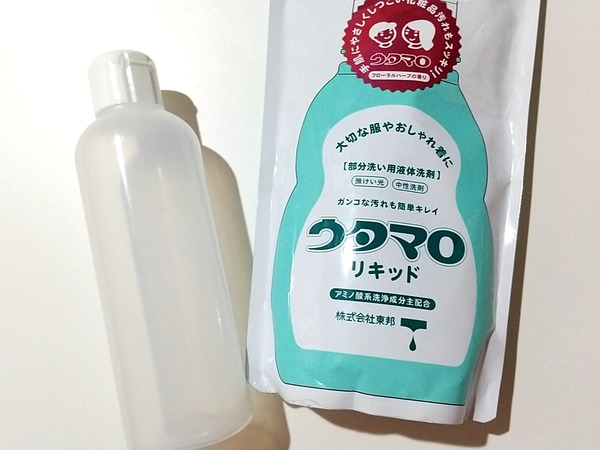 手肌にやさしくしつこい化粧品汚れもスッキリ!
ウタマロ
フローラルハーブの香り
大切な服やおしゃれ着に
【部分洗い用液体洗剤】
無けい光 中性洗剤
ガンコな汚れも簡単キレイ
ウタマロ
リキッド
アミノ酸系洗浄成分主配合
株式会社東邦